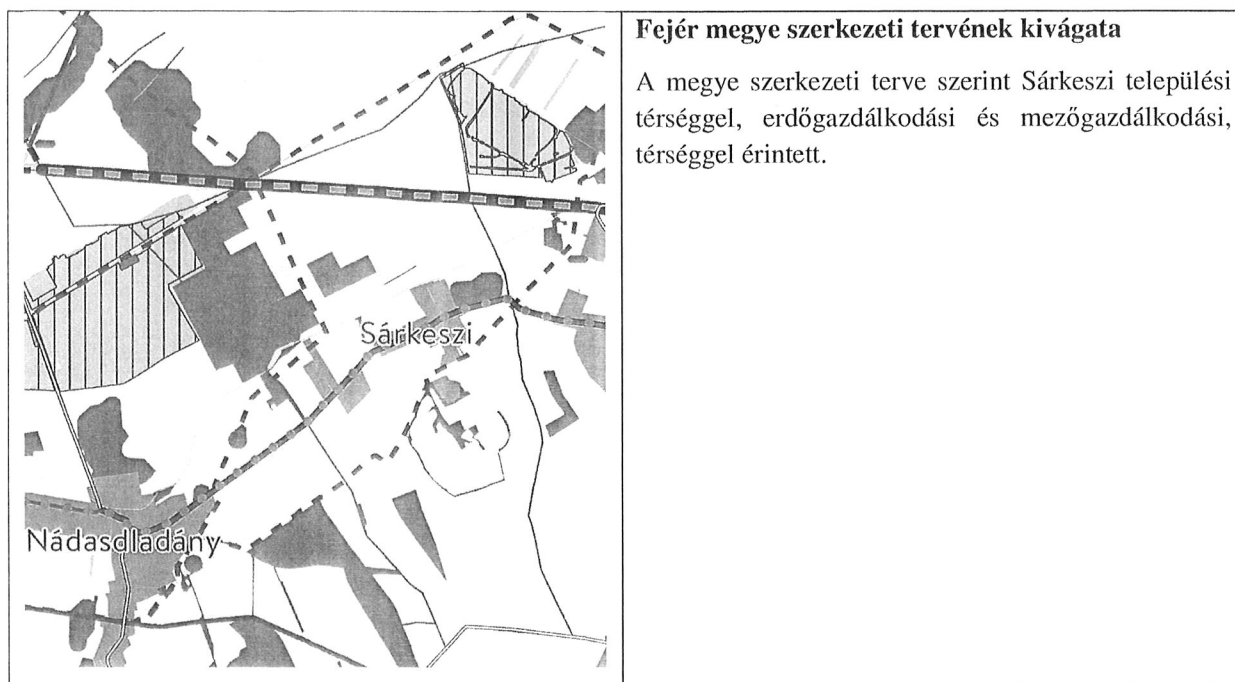 Fejér megye szerkezeti tervének kivágata
A megye szerkezeti terve szerint Sárkeszi települési
térséggel, erdőgazdálkodási és mezőgazdálkodási,
térséggel érintett.
Sárkeszi
Nádasdladány